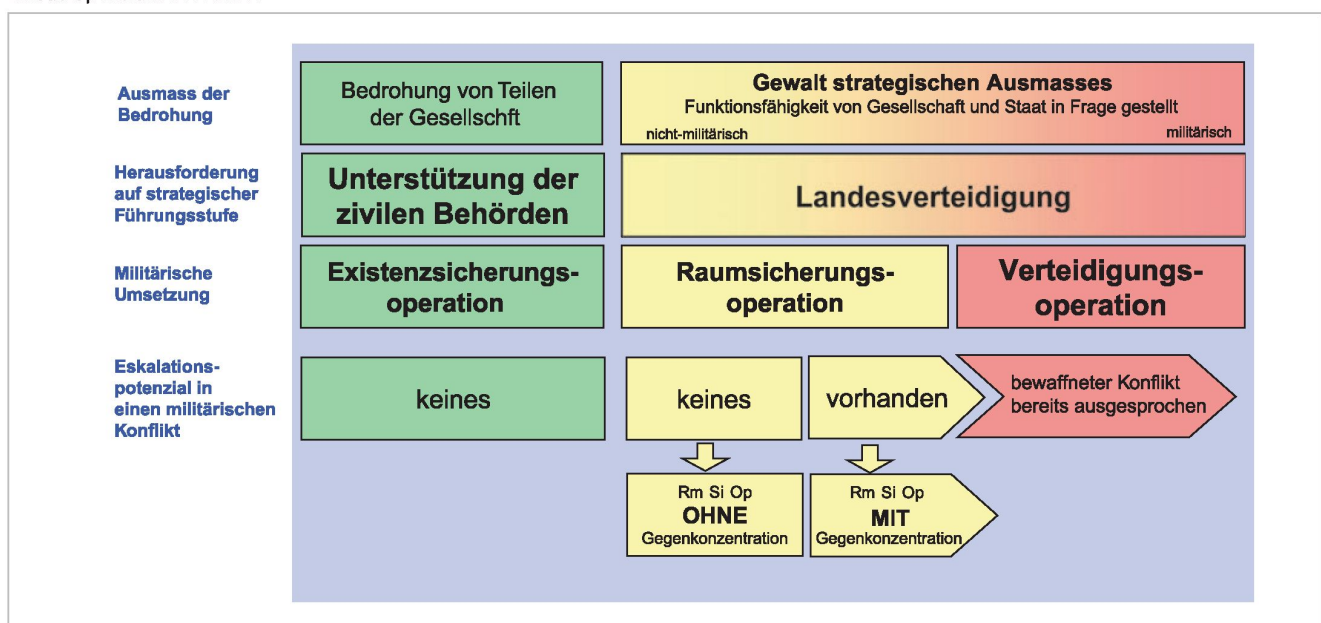 Ausmass der
Bedrohung
Bedrohung von Teilen
der Gesellschft
Gewalt strategischen Ausmasses
Funktionsfähigkeit von Gesellschaft und Staat in Frage gestellt
nicht-militärisch
militärisch
Herausforderung
auf strategischer
Führungsstufe
Unterstützung der
zivilen Behörden
Landesverteidigung
Militärische
Umsetzung
Existenzsicherungs-
operation
Raumsicherungs-
operation
Verteidigungs-
operation
Eskalations-
potenzial in
einen militärischen
Konflikt
keines
keines
vorhanden
bewaffneter Konflikt
bereits ausgesprochen
Rm Si Op
OHNE
Gegenkonzentration
Rm Si Op
MIT
Gegenkonzentration